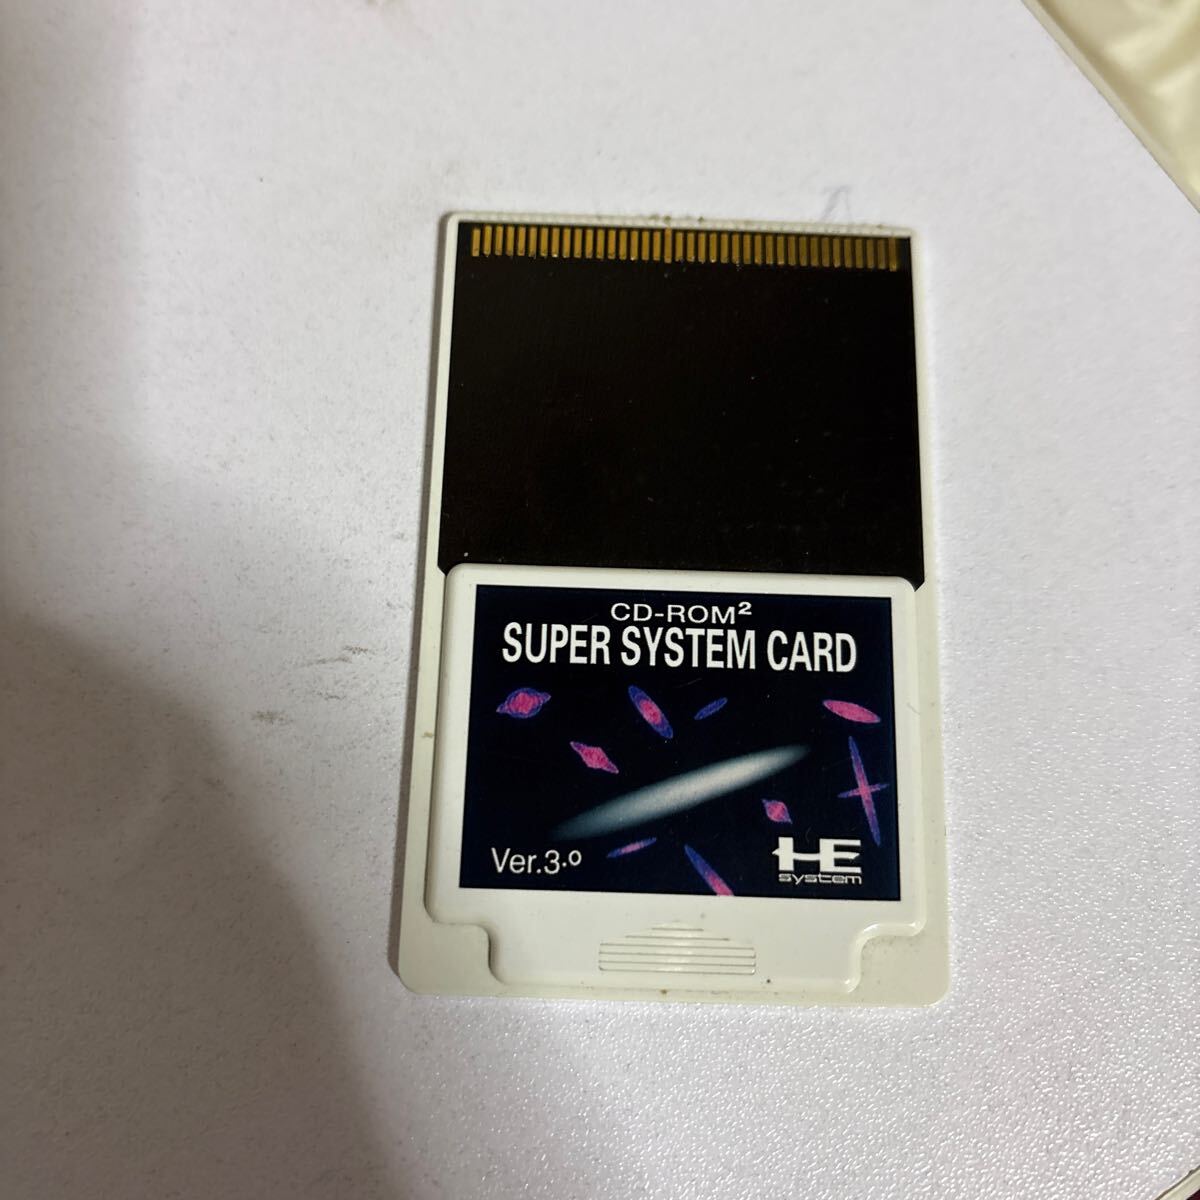 CD-ROM²
SUPER SYSTEM CARD
Ver.3.0
HE
system